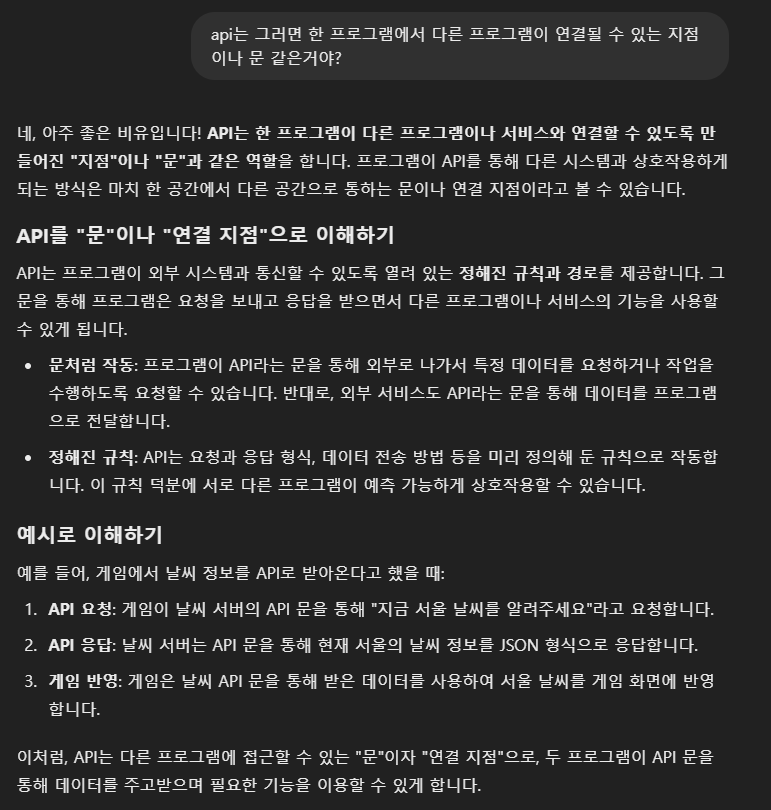 api는 그러면 한 프로그램에서 다른 프로그램이 연결될 수 있는 지점
이나 문 같은거야?
네, 아주 좋은 비유입니다! API는 한 프로그램이 다른 프로그램이나 서비스와 연결할 수 있도록 만
들어진 "지점"이나 "문"과 같은 역할을 합니다. 프로그램이 API를 통해 다른 시스템과 상호작용하게
되는 방식은 마치 한 공간에서 다른 공간으로 통하는 문이나 연결 지점이라고 볼 수 있습니다.
API를 "문"이나 "연결 지점"으로 이해하기
API는 프로그램이 외부 시스템과 통신할 수 있도록 열려 있는 정해진 규칙과 경로를 제공합니다. 그
문을 통해 프로그램은 요청을 보내고 응답을 받으면서 다른 프로그램이나 서비스의 기능을 사용할
수 있게 됩니다.
• 문처럼 작동: 프로그램이 API라는 문을 통해 외부로 나가서 특정 데이터를 요청하거나 작업을
수행하도록 요청할 수 있습니다. 반대로, 외부 서비스도 API라는 문을 통해 데이터를 프로그램
으로 전달합니다.
• 정해진 규칙: API는 요청과 응답 형식, 데이터 전송 방법 등을 미리 정의해 둔 규칙으로 작동합
니다. 이 규칙 덕분에 서로 다른 프로그램이 예측 가능하게 상호작용할 수 있습니다.
예시로 이해하기
예를 들어, 게임에서 날씨 정보를 API로 받아온다고 했을 때:
1. API 요청: 게임이 날씨 서버의 API 문을 통해 "지금 서울 날씨를 알려주세요"라고 요청합니다.
2. API 응답: 날씨 서버는 API 문을 통해 현재 서울의 날씨 정보를 JSON 형식으로 응답합니다.
3. 게임 반영: 게임은 날씨 API 문을 통해 받은 데이터를 사용하여 서울 날씨를 게임 화면에 반영
합니다.
이처럼, API는 다른 프로그램에 접근할 수 있는 "문"이자 "연결 지점"으로, 두 프로그램이 API 문을
통해 데이터를 주고받으며 필요한 기능을 이용할 수 있게 합니다.